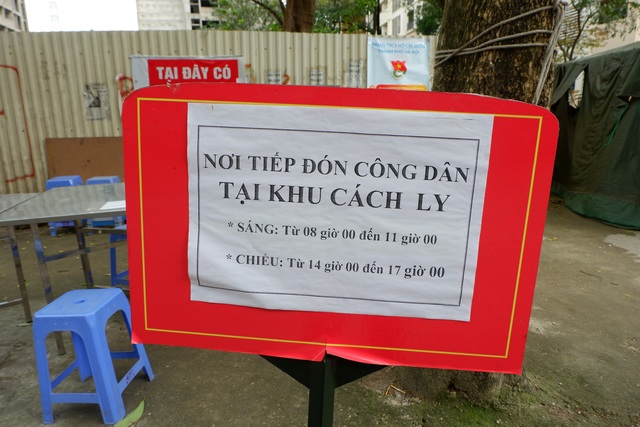 TẠI ĐÂY CÓ
NƠI TIẾP ĐÓN CÔNG DÂN
TẠI KHU CÁCH LY
* SÁNG: Từ 08 giờ 00 đến 11 giờ 00
* CHIỀU: Từ 14 giờ 00 đến 17 giờ 00